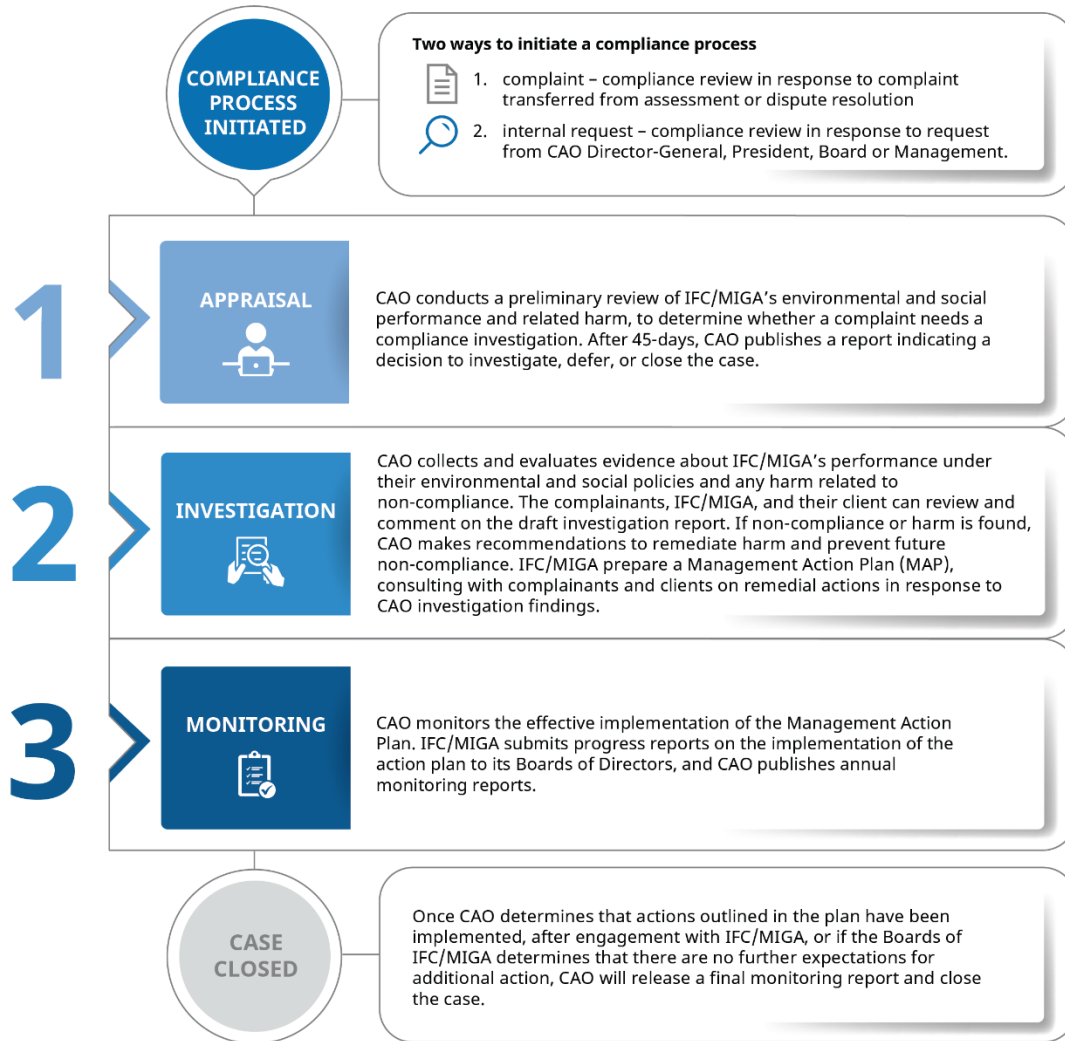 COMPLIANCE
PROCESS
INITIATED
Two ways to initiate a compliance process
1. complaint – compliance review in response to complaint
transferred from assessment or dispute resolution
2. internal request – compliance review in response to request
from CAO Director-General, President, Board or Management.
1
APPRAISAL
CAO conducts a preliminary review of IFC/MIGA’s environmental and social
performance and related harm, to determine whether a complaint needs a
compliance investigation. After 45-days, CAO publishes a report indicating a
decision to investigate, defer, or close the case.
2
INVESTIGATION
CAO collects and evaluates evidence about IFC/MIGA’s performance under
their environmental and social policies and any harm related to
non-compliance. The complainants, IFC/MIGA, and their client can review and
comment on the draft investigation report. If non-compliance or harm is found,
CAO makes recommendations to remediate harm and prevent future
non-compliance. IFC/MIGA prepare a Management Action Plan (MAP),
consulting with complainants and clients on remedial actions in response to
CAO investigation findings.
3
MONITORING
CAO monitors the effective implementation of the Management Action
Plan. IFC/MIGA submits progress reports on the implementation of the
action plan to its Boards of Directors, and CAO publishes annual
monitoring reports.
CASE
CLOSED
Once CAO determines that actions outlined in the plan have been
implemented, after engagement with IFC/MIGA, or if the Boards of
IFC/MIGA determines that there are no further expectations for
additional action, CAO will release a final monitoring report and close
the case.